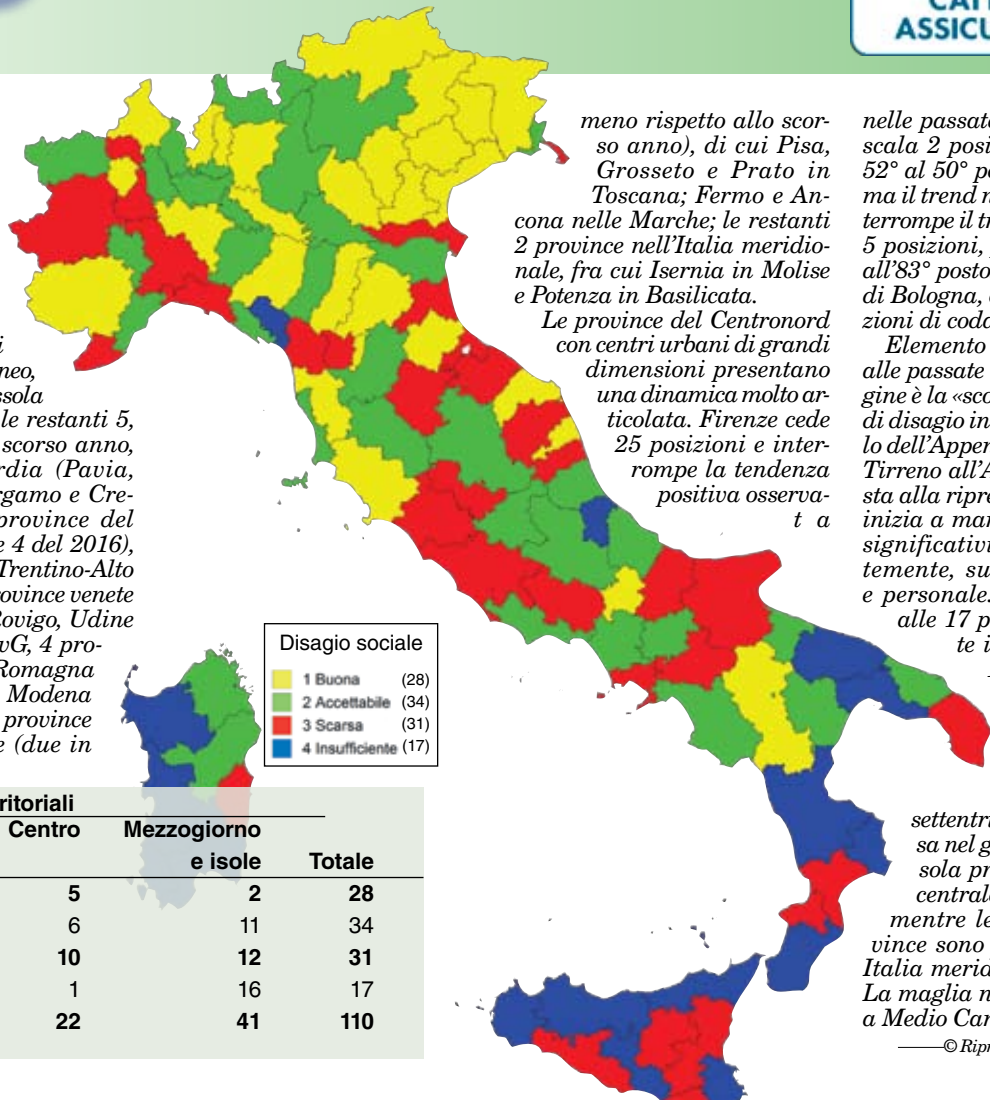 meno rispetto allo scor-
so anno), di cui Pisa,
Grosseto e Prato in
Toscana; Fermo e An-
cona nelle Marche; le restanti
2 province nell'Italia meridio-
nale, fra cui Isernia in Molise
e Potenza in Basilicata.
Le province del Centronord
con centri urbani di grandi
dimensioni presentano
una dinamica molto ar-
ticolata. Firenze cede
25 posizioni e inter-
rompe la tendenza
positiva osserva-
t a
nelle passate
scala 2 posi
52° al 50° po
ma il trend n
terrompe il tr
5 posizioni,
all'83° posto
di Bologna,
zioni di coda
Elemento
alle passate
gine è la «sco
di disagio in
lo dell'Appen
Tirreno all'A
sta alla ripre
inizia a man
significativi
temente, su
e personale.
alle 17 p
te i
le restanti 5,
scorso anno,
rdia (Pavia,
rgamo e Cre-
province del
e 4 del 2016),
Trentino-Alto
rovince venete
Rovigo, Udine
vG, 4 pro-
Romagna
Modena
province
e (due in
Disagio sociale
1 Buona (28)
2 Accettabile (34)
3 Scarsa (31)
4 Insufficiente (17)
ritoriali
Centro Mezzogiorno
e isole Totale
5 2 28
6 11 34
10 12 31
1 16 17
22 41 110
settentri
sa nel g
sola pr
centrale
mentre le
vince sono
Italia merid
La maglia n
a Medio Can
© Ripr
ASSICU